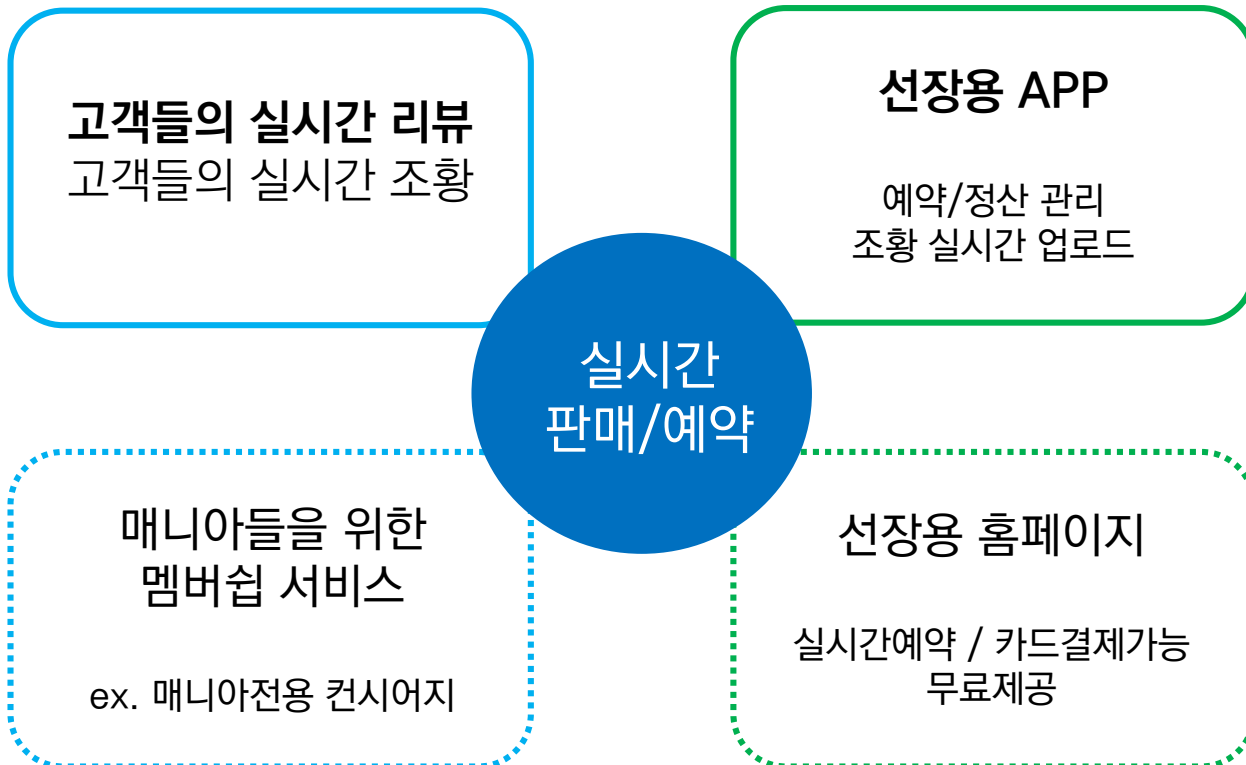 고객들의 실시간 리뷰
고객들의 실시간 조황
선장용 APP
예약/정산 관리
조황 실시간 업로드
실시간
판매/예약
매니아들을 위한
멤버쉽 서비스
ex. 매니아전용 컨시어지
선장용 홈페이지
실시간예약 / 카드결제가능
무료제공